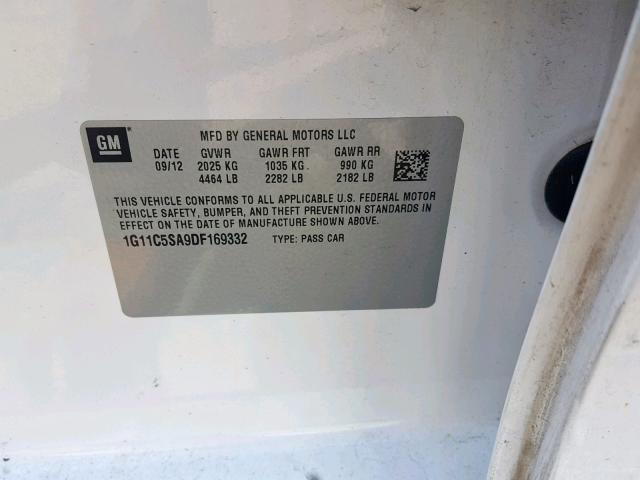 GM
MFD BY GENERAL MOTORS LLC
DATE GVWR GAWR FRT GAWR RR
09/12 2025 KG 1035 KG 990 KG
4464 LB 2282 LB 2182 LB
THIS VEHICLE CONFORMS TO ALL APPLICABLE U.S. FEDERAL MOTOR
VEHICLE SAFETY, BUMPER, AND THEFT PREVENTION STANDARDS IN
EFFECT ON THE DATE OF MANUFACTURE SHOWN ABOVE.
1G11C5SA9DF169332 TYPE: PASS CAR